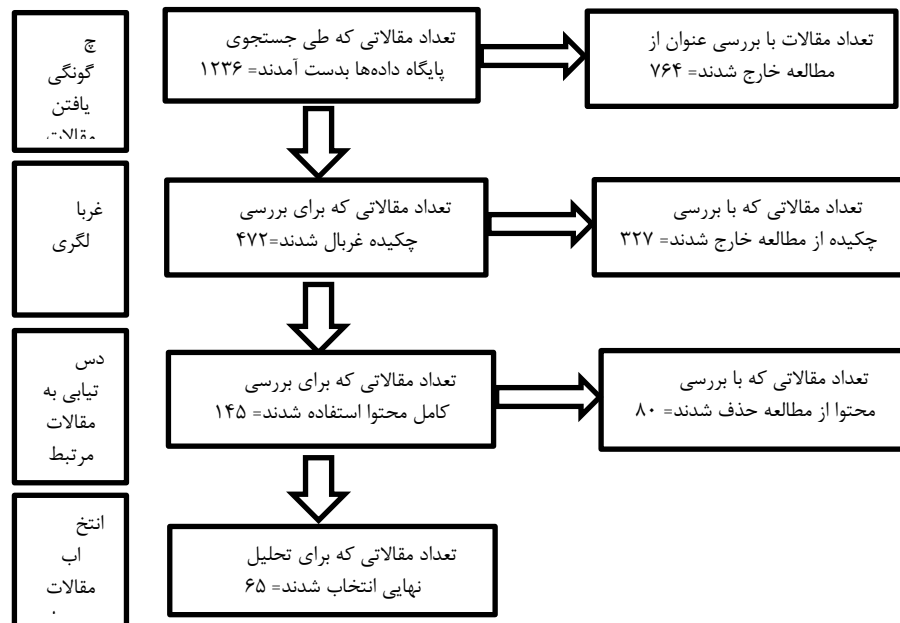 چ
گونگی
یافتن
مقالات
تعداد مقالاتی که طی جستجوی
پایگاه داده‌ها بدست آمدند= ۱۲۳۶
تعداد مقالات با بررسی عنوان از
مطالعه خارج شدند= ۷۶۴
غربا
لگری
تعداد مقالاتی که برای بررسی
چکیده غربال شدند=۴۷۲
تعداد مقالاتی که با بررسی
چکیده از مطالعه خارج شدند= ۳۲۷
دس
تیابی به
مقالات
مرتبط
تعداد مقالاتی که برای بررسی
کامل محتوا استفاده شدند= ۱۴۵
تعداد مقالاتی که با بررسی
محتوا از مطالعه حذف شدند= ۸۰
انتخ
اب
مقالات
تعداد مقالاتی که برای تحلیل
نهایی انتخاب شدند= ۶۵